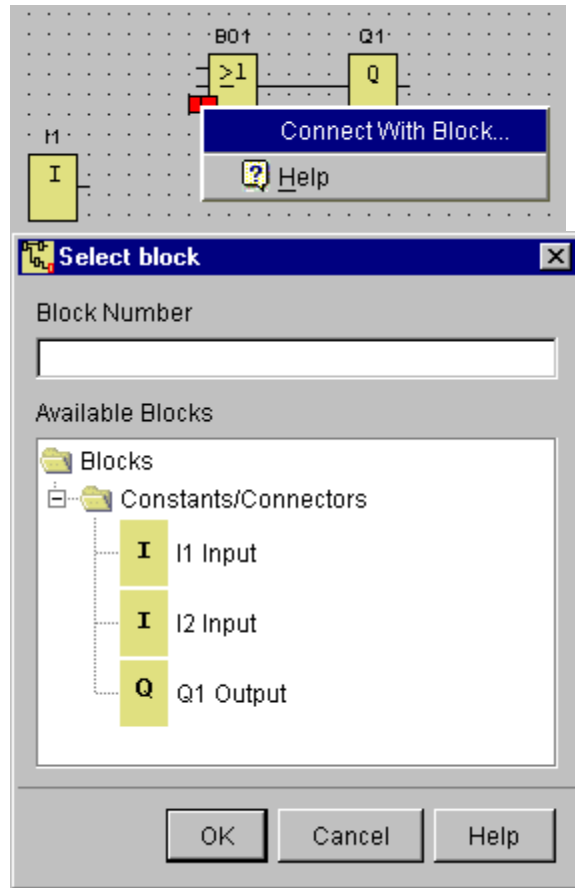 B01 Q1
≥1 Q
Connect With Block...
Help
I1
I
Select block
Block Number
Available Blocks
Blocks
Constants/Connectors
I I1 Input
I I2 Input
Q Q1 Output
OK Cancel Help